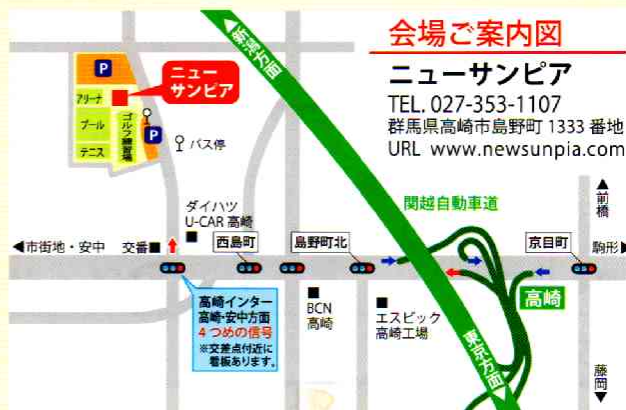 会場ご案内図
ニューサンピア
TEL. 027-353-1107
群馬県高崎市島野町 1333 番地
URL www.newsunpia.com
▲新潟方面
P
ニュー
サンピア
アリーナ
プール
テニス
ゴルフ練習場
P
バス停
ダイハツ
U-CAR 高崎
関越自動車道
▲前橋
◀市街地・安中
交番■
西島町
島野町北
京目町
駒形▶
高崎
高崎インター
高崎・安中方面
4つめの信号
※交差点付近に
看板あります。
BCN
高崎
エスビック
高崎工場
東京方面▼
藤岡▼